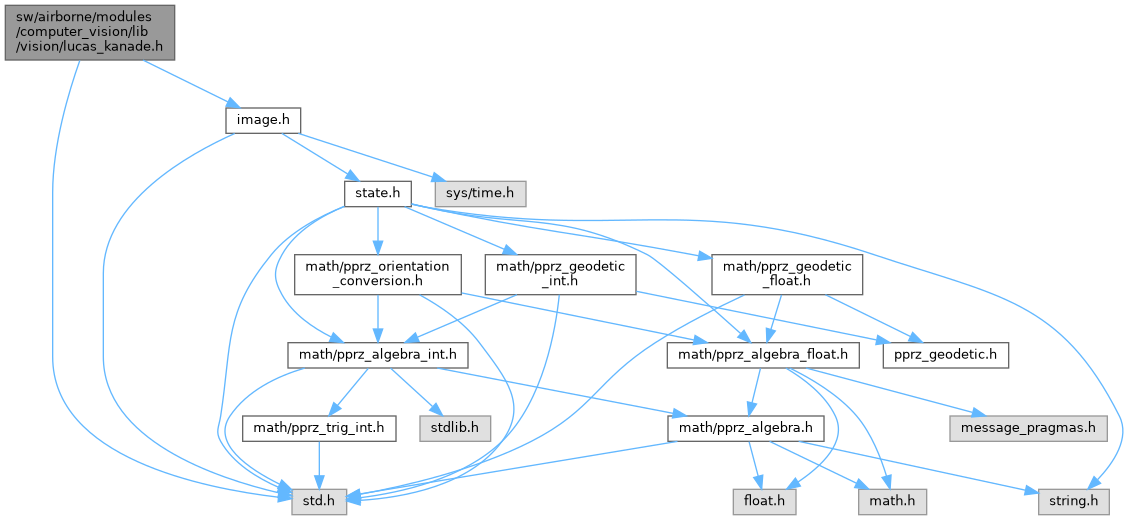 sw/airborne/modules
/computer_vision/lib
/vision/lucas_kanade.h
image.h
state.h
sys/time.h
math/pprz_orientation
_conversion.h
math/pprz_geodetic
_int.h
math/pprz_geodetic
_float.h
math/pprz_algebra_int.h
math/pprz_algebra_float.h
pprz_geodetic.h
math/pprz_trig_int.h
stdlib.h
math/pprz_algebra.h
message_pragmas.h
std.h
float.h
math.h
string.h